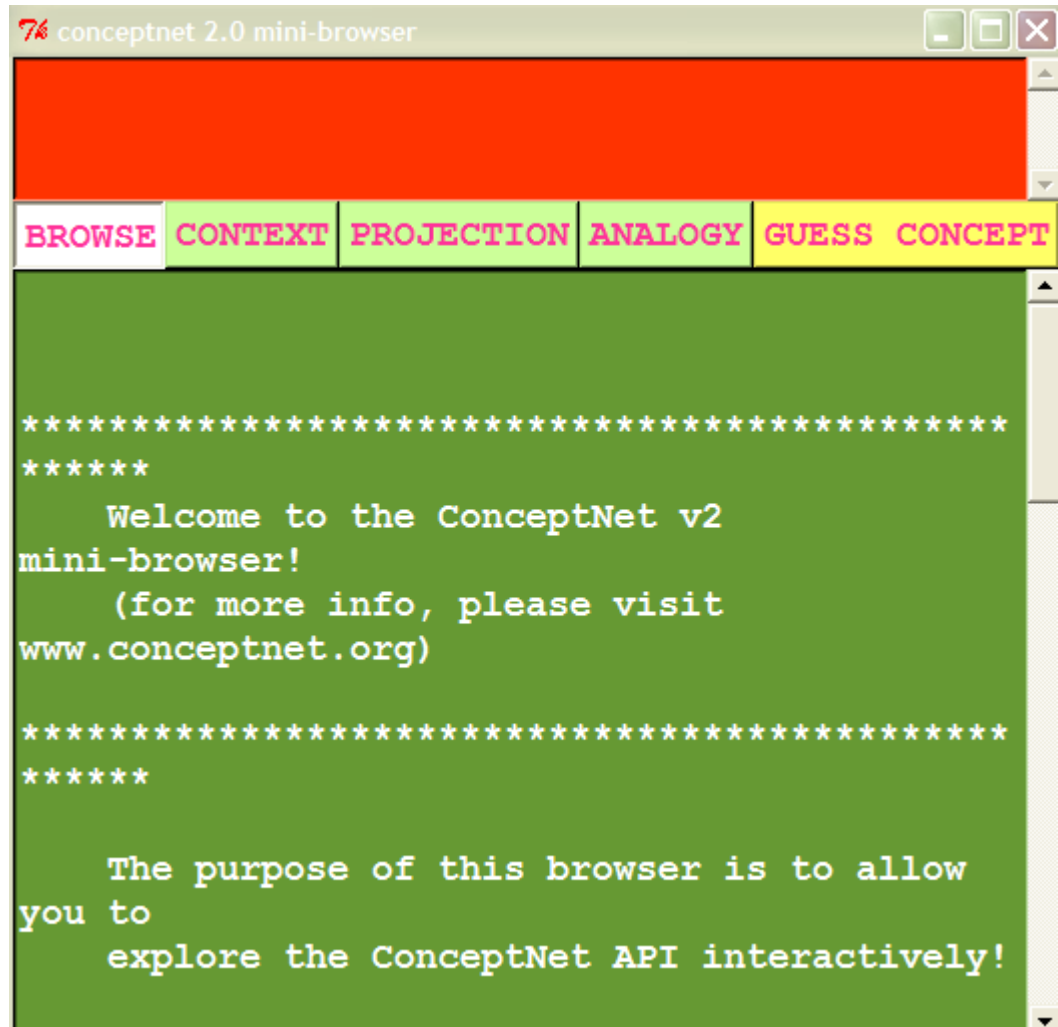 conceptnet 2.0 mini-browser
BROWSE CONTEXT PROJECTION ANALOGY GUESS CONCEPT
*********************************************
******
Welcome to the ConceptNet v2
mini-browser!
(for more info, please visit
www.conceptnet.org)
*********************************************
******
The purpose of this browser is to allow
you to
explore the ConceptNet API interactively!